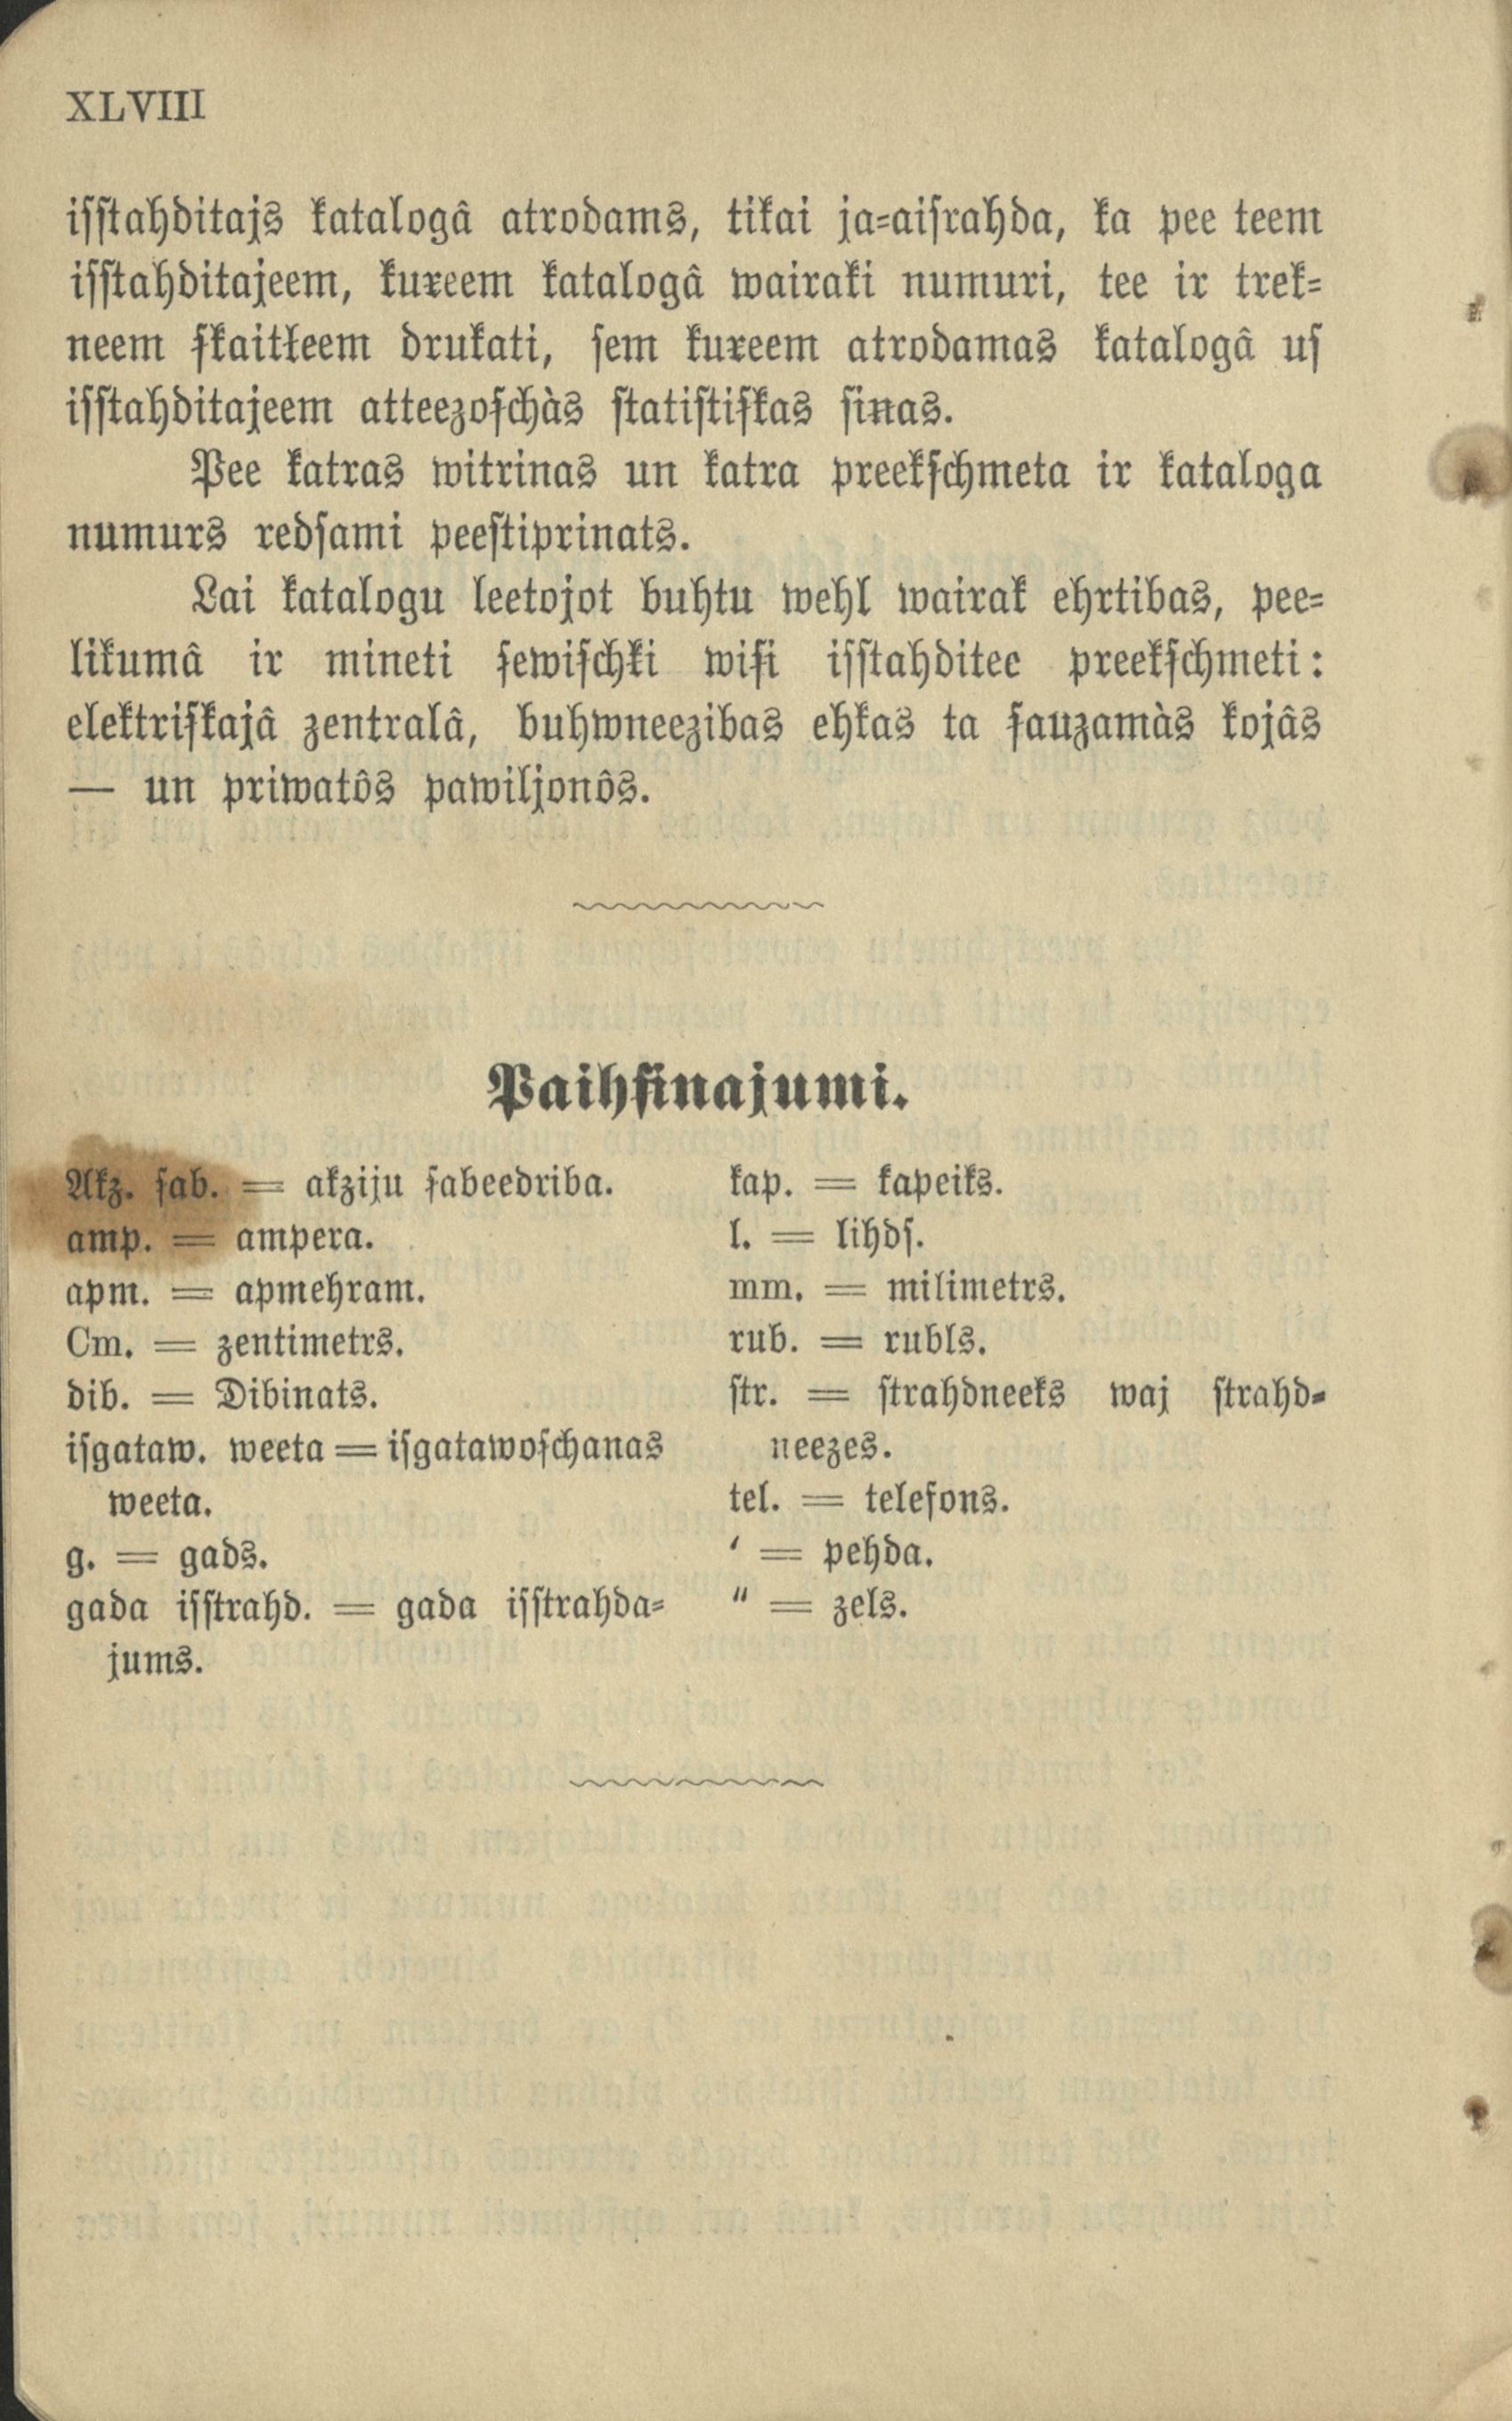 XLVIII
isstahditajs katalogâ atrodams, tikai ja-aisrahda, ka pee teem
isstahditajeem, kuŗeem katalogâ wairaki numuri, tee ir trek-
neem ſkaitłeem drukati, sem kuŗeem atrodamas katalogâ us
isstahditajeem atteezoſchàs statistiſkas sinas.
Pee katras witrinas un katra preekſchmeta ir kataloga
numurs redsami peestiprinats.
Lai katalogu leetojot buhtu wehl wairak ehrtibas, pee-
likumâ ir mineti ſewiſchki wiſi isstahditee preekſchmeti:
elektriſkajâ zentralâ, buhwneezibas ehkas ta ſauzamàs kojâs
— un priwatôs pawiljonôs.
Paihsinajumi.
Akz. ſab. = akziju ſabeedriba.
amp. = ampera.
apm. = apmehram.
Cm. = zentimetrs.
dib. = Dibinats.
isgataw. weeta = isgatawoſchanas
weeta.
g. = gads.
gada isstrahd. = gada isstrahda-
jums.
kap. = kapeiks.
l. = lihds.
mm. = milimetrs.
rub. = rubls.
str. = strahdneeks waj strahd-
neezes.
tel. = telefons.
′ = pehda.
″ = zels.